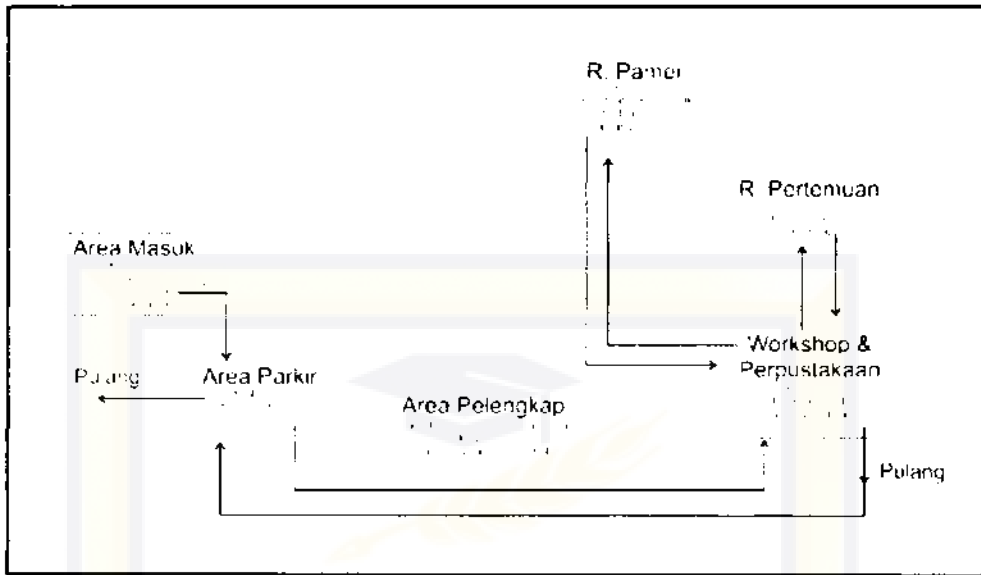 R. Pamer
R. Pertemuan
Area Masuk
Workshop &
Perpustakaan
Pulang
Area Parkir
Area Pelengkap
Pulang